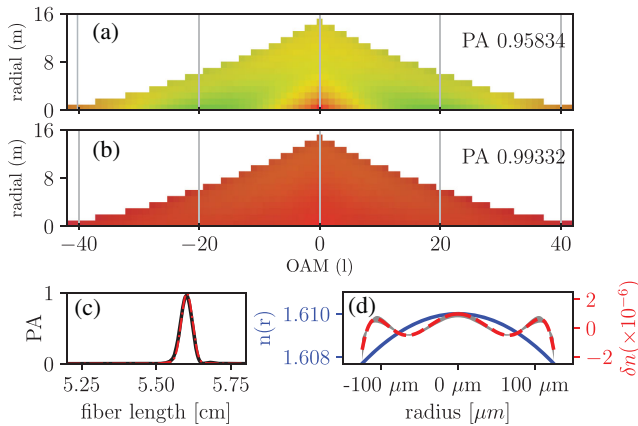 16
(a)
PA 0.95834
radial (m)
8
0
16
(b)
PA 0.99332
radial (m)
8
0
−40
−20
0
20
40
OAM (l)
1
(c)
PA
0
5.25
5.50
5.75
fiber length [cm]
n(r)
1.610
1.608
(d)
2
0
−2
δn(×10⁻⁶)
-100 μm
0 μm
100 μm
radius [μm]